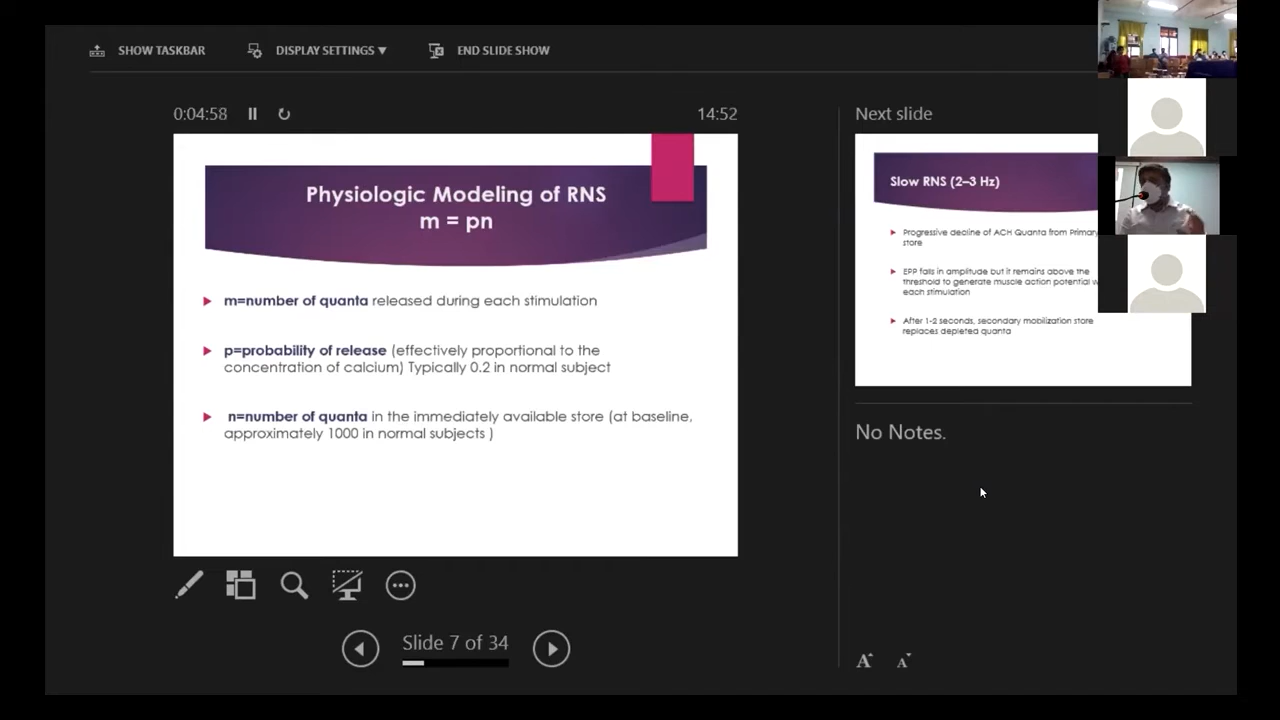 SHOW TASKBAR
DISPLAY SETTINGS ▼
END SLIDE SHOW
0:04:58
14:52
Physiologic Modeling of RNS
m = pn
m=number of quanta released during each stimulation
p=probability of release (effectively proportional to the
concentration of calcium) Typically 0.2 in normal subject
n=number of quanta in the immediately available store (at baseline,
approximately 1000 in normal subjects )
Slide 7 of 34
Next slide
Slow RNS (2–3 Hz)
Progressive decline of ACH Quanta from Primary
store
EPP falls in amplitude but it remains above the
threshold to generate muscle action potential
each stimulation
After 1-2 seconds, secondary mobilization store
replaces depleted quanta
No Notes.
A
A